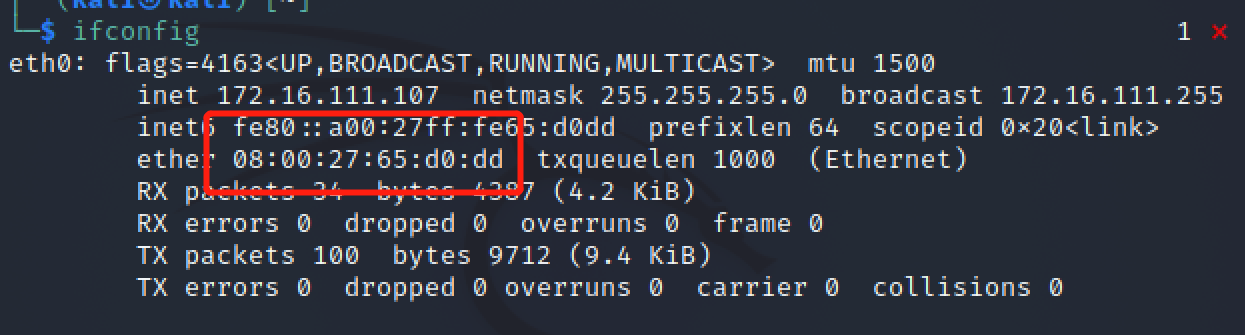 (kali㉿kali) [~]
└─$ ifconfig 1 ×
eth0: flags=4163<UP,BROADCAST,RUNNING,MULTICAST> mtu 1500
inet 172.16.111.107 netmask 255.255.255.0 broadcast 172.16.111.255
inet6 fe80::a00:27ff:fe65:d0dd prefixlen 64 scopeid 0×20<link>
ether 08:00:27:65:d0:dd txqueuelen 1000 (Ethernet)
RX packets 34 bytes 4387 (4.2 KiB)
RX errors 0 dropped 0 overruns 0 frame 0
TX packets 100 bytes 9712 (9.4 KiB)
TX errors 0 dropped 0 overruns 0 carrier 0 collisions 0